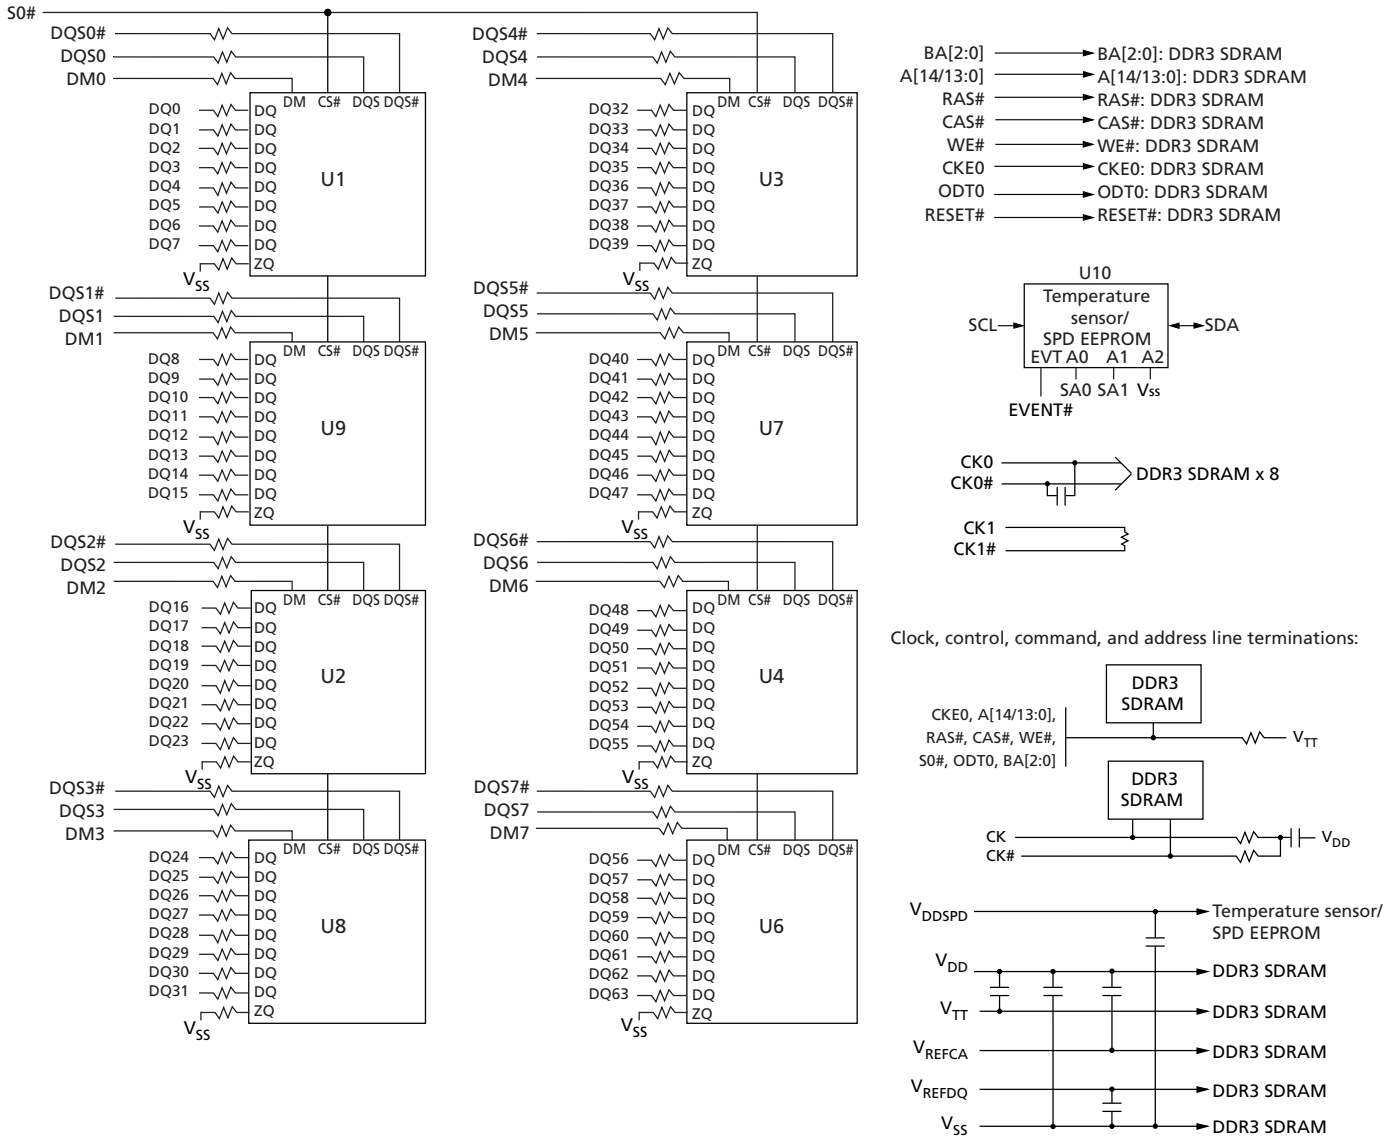 S0#
DQS0#
DQS0
DM0
DM CS# DQS DQS#
DQ0 DQ
DQ1 DQ
DQ2 DQ
DQ3 DQ
DQ4 DQ
DQ5 DQ
DQ6 DQ
DQ7 DQ
ZQ
VSS
U1
DQS1#
DQS1
DM1
DM CS# DQS DQS#
DQ8 DQ
DQ9 DQ
DQ10 DQ
DQ11 DQ
DQ12 DQ
DQ13 DQ
DQ14 DQ
DQ15 DQ
ZQ
VSS
U9
DQS2#
DQS2
DM2
DM CS# DQS DQS#
DQ16 DQ
DQ17 DQ
DQ18 DQ
DQ19 DQ
DQ20 DQ
DQ21 DQ
DQ22 DQ
DQ23 DQ
ZQ
VSS
U2
DQS3#
DQS3
DM3
DM CS# DQS DQS#
DQ24 DQ
DQ25 DQ
DQ26 DQ
DQ27 DQ
DQ28 DQ
DQ29 DQ
DQ30 DQ
DQ31 DQ
ZQ
VSS
U8
DQS4#
DQS4
DM4
DM CS# DQS DQS#
DQ32 DQ
DQ33 DQ
DQ34 DQ
DQ35 DQ
DQ36 DQ
DQ37 DQ
DQ38 DQ
DQ39 DQ
ZQ
VSS
U3
DQS5#
DQS5
DM5
DM CS# DQS DQS#
DQ40 DQ
DQ41 DQ
DQ42 DQ
DQ43 DQ
DQ44 DQ
DQ45 DQ
DQ46 DQ
DQ47 DQ
ZQ
VSS
U7
DQS6#
DQS6
DM6
DM CS# DQS DQS#
DQ48 DQ
DQ49 DQ
DQ50 DQ
DQ51 DQ
DQ52 DQ
DQ53 DQ
DQ54 DQ
DQ55 DQ
ZQ
VSS
U4
DQS7#
DQS7
DM7
DM CS# DQS DQS#
DQ56 DQ
DQ57 DQ
DQ58 DQ
DQ59 DQ
DQ60 DQ
DQ61 DQ
DQ62 DQ
DQ63 DQ
ZQ
VSS
U6
BA[2:0] BA[2:0]: DDR3 SDRAM
A[14/13:0] A[14/13:0]: DDR3 SDRAM
RAS# RAS#: DDR3 SDRAM
CAS# CAS#: DDR3 SDRAM
WE# WE#: DDR3 SDRAM
CKE0 CKE0: DDR3 SDRAM
ODT0 ODT0: DDR3 SDRAM
RESET# RESET#: DDR3 SDRAM
U10
Temperature
sensor/
SPD EEPROM
SCL SDA
EVT A0 A1 A2
SA0 SA1 Vss
EVENT#
CK0
CK0#
DDR3 SDRAM x 8
CK1
CK1#
Clock, control, command, and address line terminations:
DDR3
SDRAM
CKE0, A[14/13:0],
RAS#, CAS#, WE#,
S0#, ODT0, BA[2:0]
VTT
DDR3
SDRAM
CK
CK#
VDD
VDDSPD Temperature sensor/
SPD EEPROM
VDD DDR3 SDRAM
VTT DDR3 SDRAM
VREFCA DDR3 SDRAM
VREFDQ DDR3 SDRAM
VSS DDR3 SDRAM